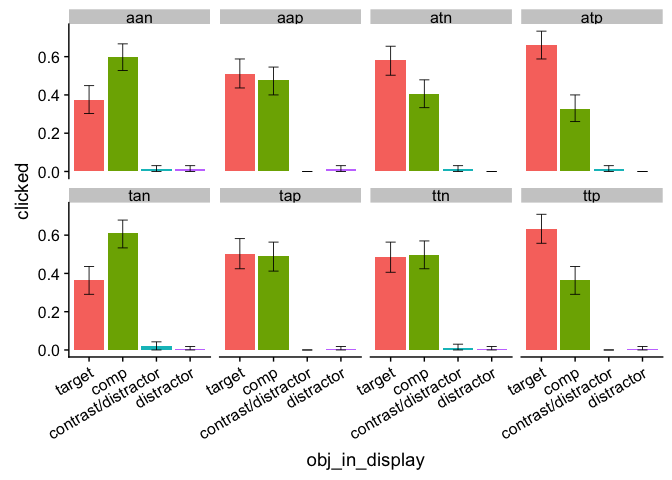 aan aap atn atp
0.6
0.4
0.2
0.0
clicked
tan tap ttn ttp
0.6
0.4
0.2
0.0
target comp contrast/distractor distractor target comp contrast/distractor distractor target comp contrast/distractor distractor target comp contrast/distractor distractor
obj_in_display